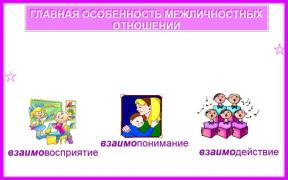 ГЛАВНАЯ ОСОБЕННОСТЬ МЕЖЛИЧНОСТНЫХ
ОТНОШЕНИЙ
взаимовосприятие
взаимопонимание
взаимодействие